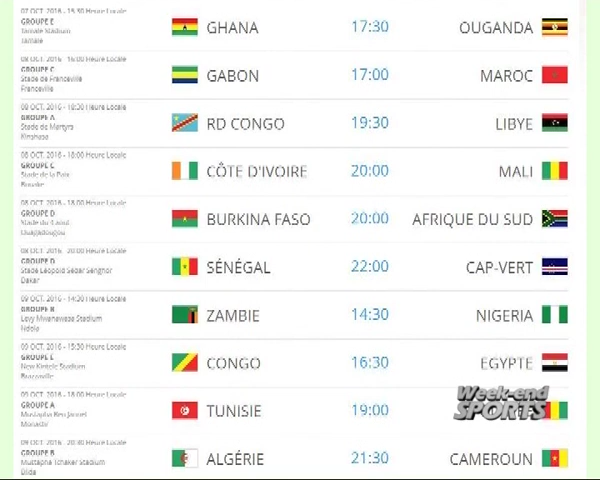 07 OCT. 2016 - 15:30 Heure Locale
GROUPE E
Tamale Stadium
Tamale
GHANA 17:30 OUGANDA
08 OCT. 2016 - 16:00 Heure Locale
GROUPE C
Stade de Franceville
Franceville
GABON 17:00 MAROC
08 OCT. 2016 - 18:30 Heure Locale
GROUPE A
Stade de Martyrs
Kinshasa
RD CONGO 19:30 LIBYE
08 OCT. 2016 - 18:00 Heure Locale
GROUPE C
Stade de la Paix
Bouake
CÔTE D'IVOIRE 20:00 MALI
08 OCT. 2016 - 18:00 Heure Locale
GROUPE D
Stade du 4 aout
Ouagadougou
BURKINA FASO 20:00 AFRIQUE DU SUD
08 OCT. 2016 - 20:00 Heure Locale
GROUPE D
Stade Léopold Sédar Senghor
Dakar
SÉNÉGAL 22:00 CAP-VERT
09 OCT. 2016 - 14:30 Heure Locale
GROUPE B
Levy Mwanawasa Stadium
Ndola
ZAMBIE 14:30 NIGERIA
09 OCT. 2016 - 15:30 Heure Locale
GROUPE E
New Kintele Stadium
Brazzaville
CONGO 16:30 EGYPTE
09 OCT. 2016 - 18:00 Heure Locale
GROUPE A
Mustapha Ben Jannet
Monastir
TUNISIE 19:00
Week-end
SPORTS
09 OCT. 2016 - 20:30 Heure Locale
GROUPE B
Mustapha Tchaker Stadium
Blida
ALGÉRIE 21:30 CAMEROUN